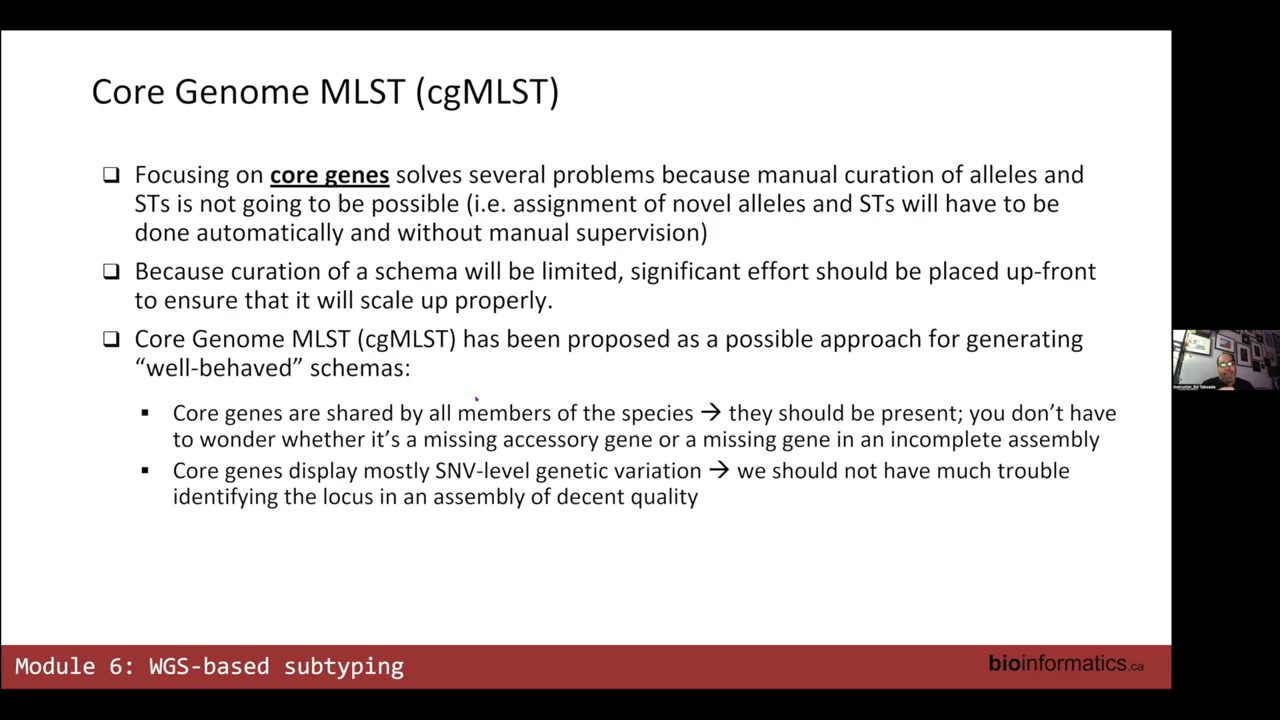 Core Genome MLST (cgMLST)
Focusing on core genes solves several problems because manual curation of alleles and
STs is not going to be possible (i.e. assignment of novel alleles and STs will have to be
done automatically and without manual supervision)
Because curation of a schema will be limited, significant effort should be placed up-front
to ensure that it will scale up properly.
Core Genome MLST (cgMLST) has been proposed as a possible approach for generating
“well-behaved” schemas:
Core genes are shared by all members of the species → they should be present; you don’t have
to wonder whether it’s a missing accessory gene or a missing gene in an incomplete assembly
Core genes display mostly SNV-level genetic variation → we should not have much trouble
identifying the locus in an assembly of decent quality
Instructor_Ed Taboada
Module 6: WGS-based subtyping
bioinformatics.ca